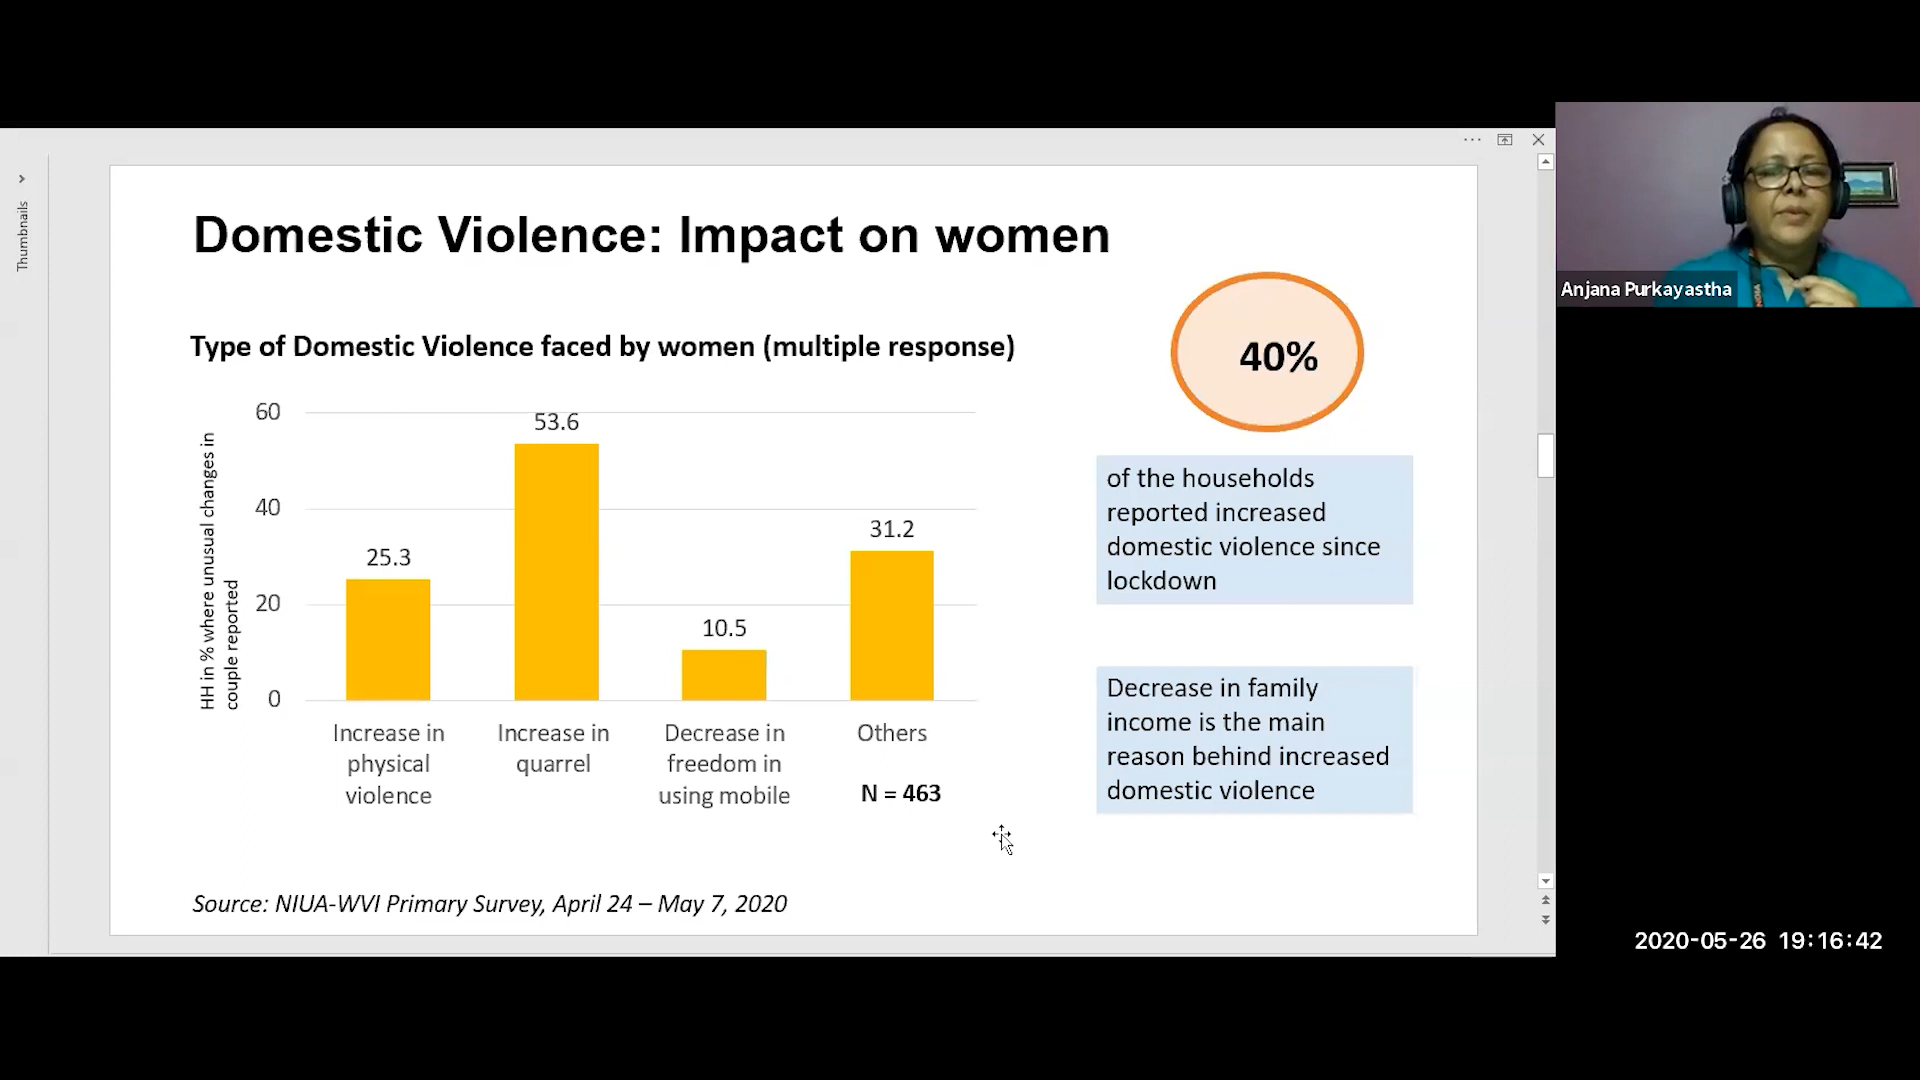 Thumbnails
Domestic Violence: Impact on women
Type of Domestic Violence faced by women (multiple response)
HH in % where unusual changes in
couple reported
60
40
20
0
25.3
53.6
10.5
31.2
Increase in
physical
violence
Increase in
quarrel
Decrease in
freedom in
using mobile
Others
N = 463
Source: NIUA-WVI Primary Survey, April 24 – May 7, 2020
40%
of the households
reported increased
domestic violence since
lockdown
Decrease in family
income is the main
reason behind increased
domestic violence
Anjana Purkayastha
2020-05-26 19:16:42